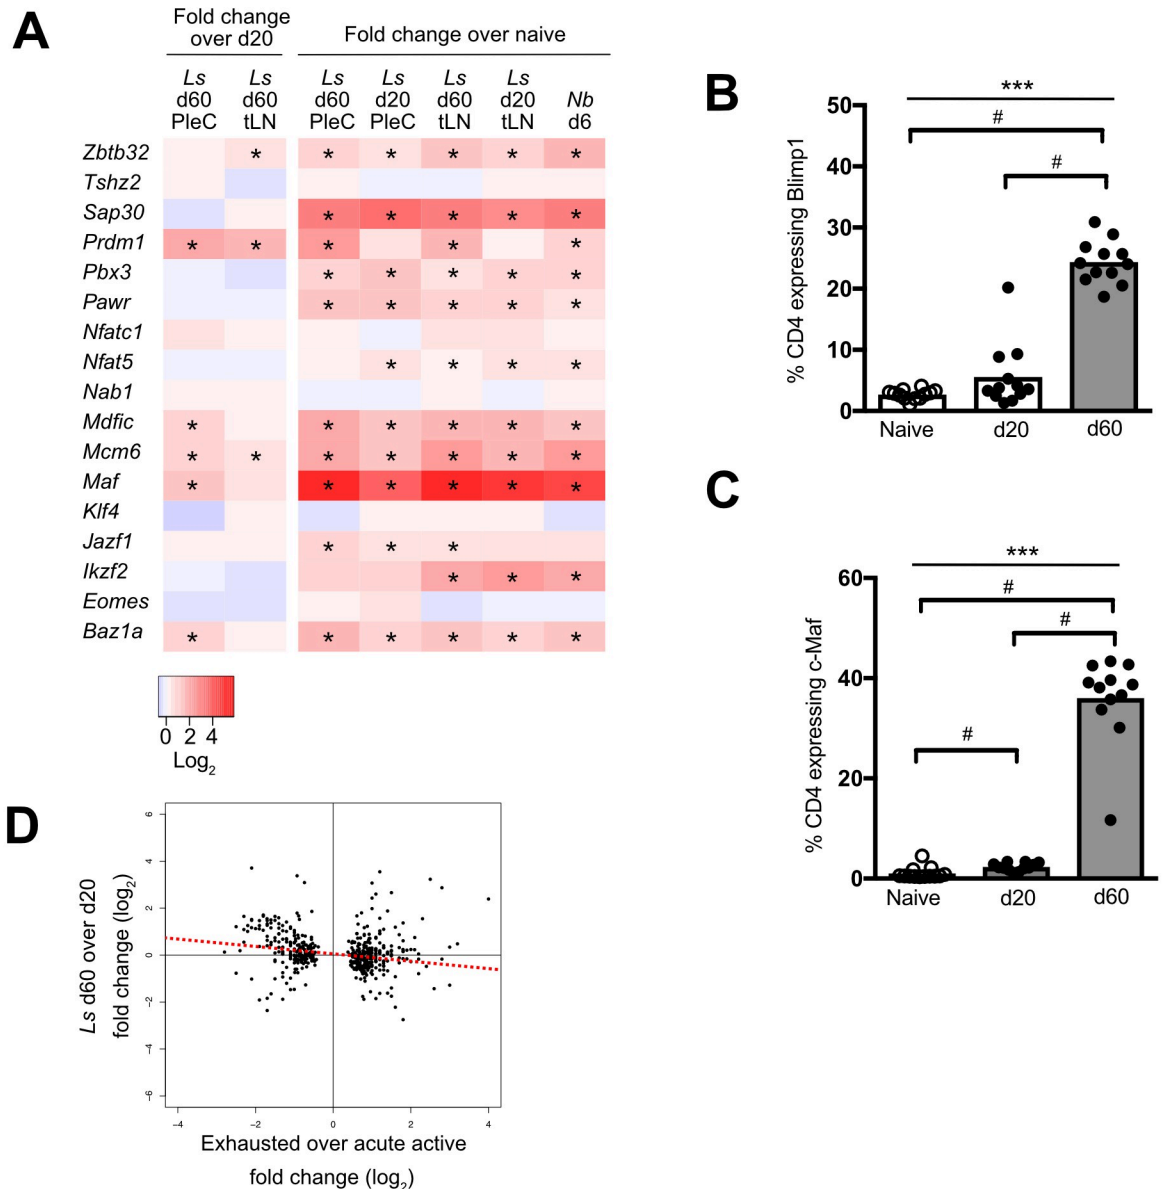 A
Fold change
over d20
Fold change over naive
Ls
d60
PleC
Ls
d60
tLN
Ls
d60
PleC
Ls
d20
PleC
Ls
d60
tLN
Ls
d20
tLN
Nb
d6
Zbtb32 * * * * * *
Tshz2
Sap30 * * * * *
Prdm1 * * * * *
Pbx3 * * * * *
Pawr * * * * *
Nfatc1
Nfat5 * * * *
Nab1
Mdfic * * * * * *
Mcm6 * * * * * * *
Maf * * * * * *
Klf4
Jazf1 * * *
Ikzf2 * * *
Eomes
Baz1a * * * * * *
0 2 4
Log2
B
% CD4 expressing Blimp1
50
40
30
20
10
0
***
#
#
Naive d20 d60
C
% CD4 expressing c-Maf
60
40
20
0
***
#
#
#
Naive d20 d60
D
Ls d60 over d20
fold change (log2)
6
4
2
0
−2
−4
−6
−4 −2 0 2 4
Exhausted over acute active
fold change (log2)